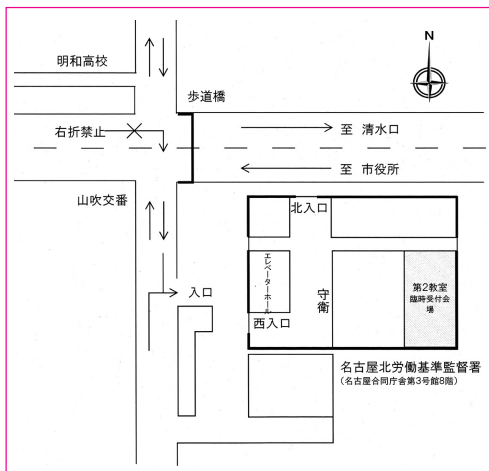 明和高校
N
歩道橋
右折禁止
至 清水口
至 市役所
山吹交番
北入口
エレベーターホール
守衛
第2教室
臨時受付会
場
入口
西入口
名古屋北労働基準監督署
(名古屋合同庁舎第3号館8階)